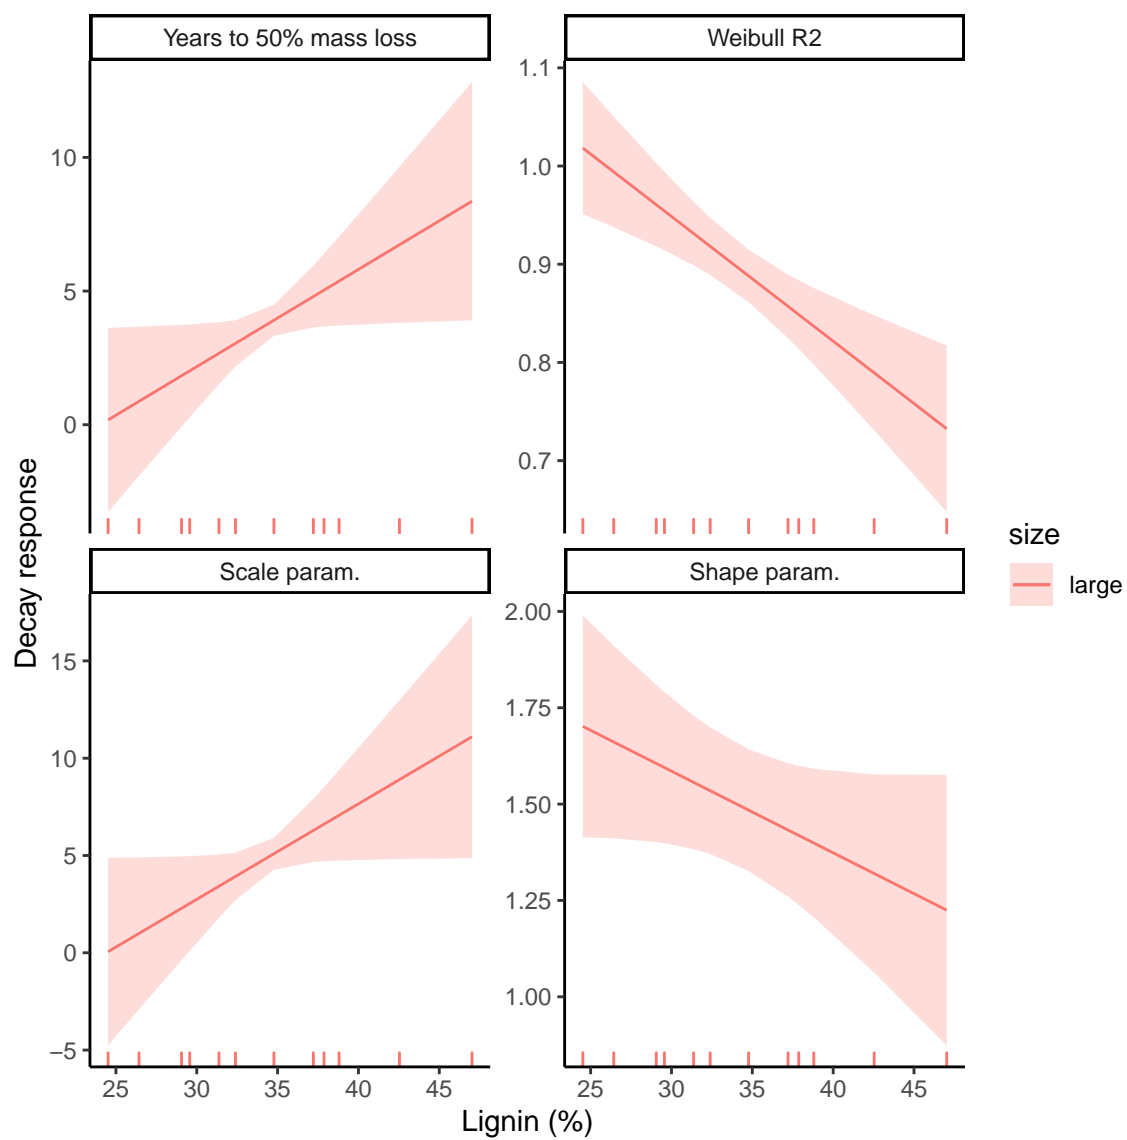 Years to 50% mass loss
Weibull R2
10
5
0
1.1
1.0
0.9
0.8
0.7
Decay response
Scale param.
Shape param.
15
10
5
0
−5
2.00
1.75
1.50
1.25
1.00
25 30 35 40 45
25 30 35 40 45
Lignin (%)
size
large